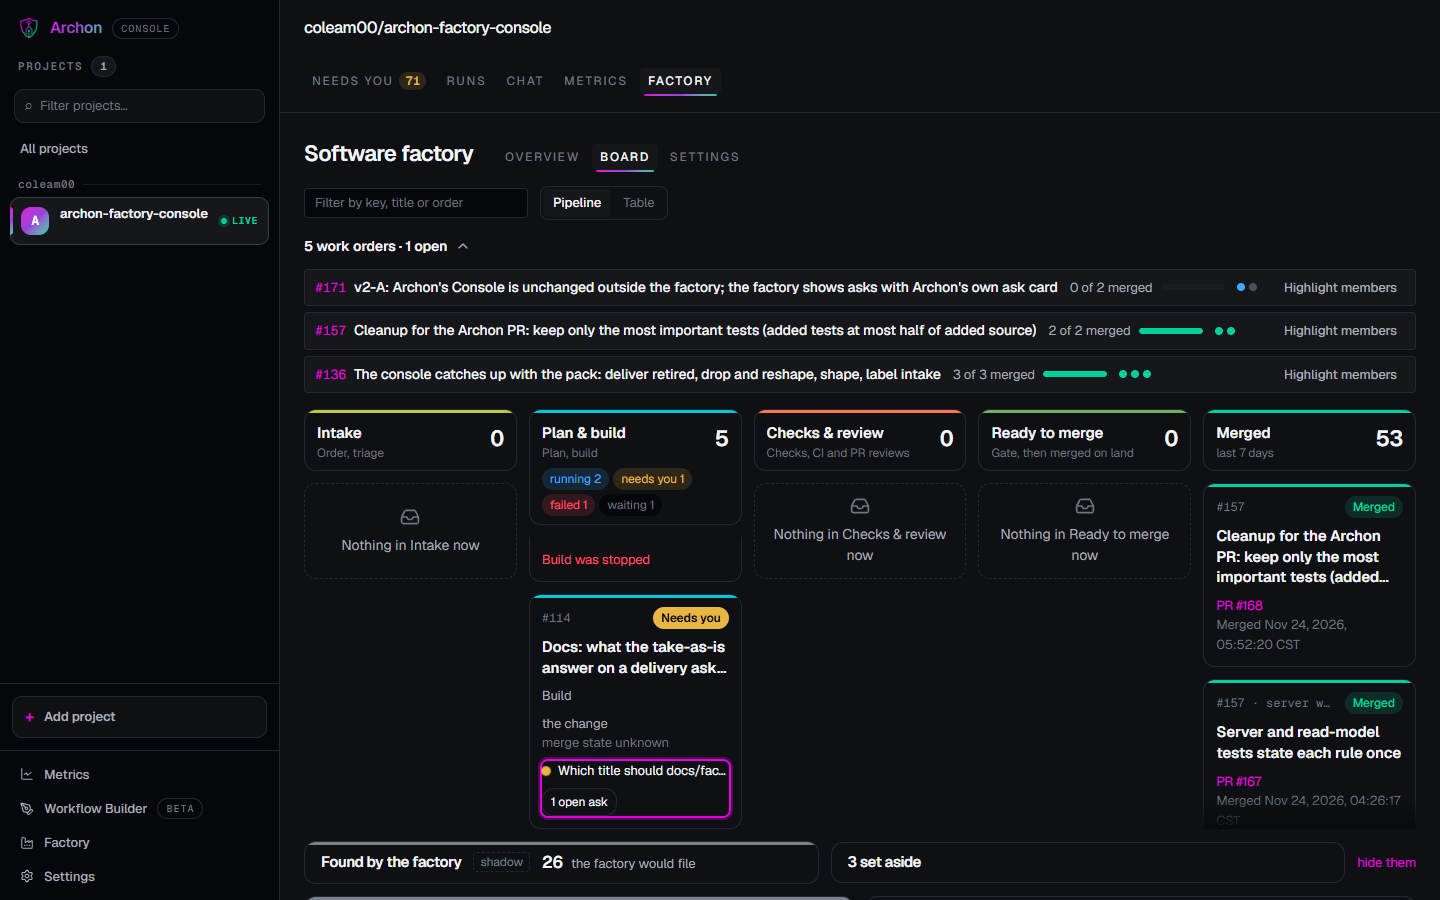 Archon CONSOLE
PROJECTS 1
Filter projects...
All projects
coleam00
A archon-factory-console LIVE
+ Add project
Metrics
Workflow Builder BETA
Factory
Settings
coleam00/archon-factory-console
NEEDS YOU 71 RUNS CHAT METRICS FACTORY
Software factory OVERVIEW BOARD SETTINGS
Filter by key, title or order Pipeline Table
5 work orders · 1 open
#171 v2-A: Archon's Console is unchanged outside the factory; the factory shows asks with Archon's own ask card 0 of 2 merged Highlight members
#157 Cleanup for the Archon PR: keep only the most important tests (added tests at most half of added source) 2 of 2 merged Highlight members
#136 The console catches up with the pack: deliver retired, drop and reshape, shape, label intake 3 of 3 merged Highlight members
Intake 0
Order, triage
Nothing in Intake now
Plan & build 5
Plan, build
running 2 needs you 1
failed 1 waiting 1
Build was stopped
#114 Needs you
Docs: what the take-as-is
answer on a delivery ask...
Build
the change
merge state unknown
Which title should docs/fac...
1 open ask
Checks & review 0
Checks, CI and PR reviews
Nothing in Checks & review
now
Ready to merge 0
Gate, then merged on land
Nothing in Ready to merge
now
Merged 53
last 7 days
#157 Merged
Cleanup for the Archon
PR: keep only the most
important tests (added...
PR #168
Merged Nov 24, 2026,
05:52:20 CST
#157 · server w... Merged
Server and read-model
tests state each rule once
PR #167
Merged Nov 24, 2026, 04:26:17
CST
Found by the factory shadow 26 the factory would file
3 set aside
hide them